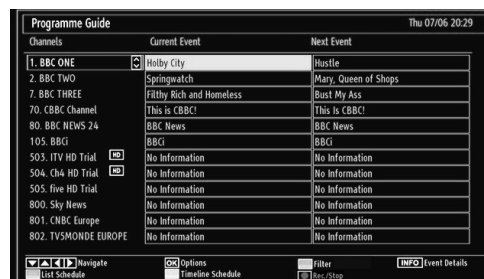 Programme Guide Thu 07/06 20:29
Channels Current Event Next Event
1. BBC ONE Holby City Hustle
2. BBC TWO Springwatch Mary, Queen of Shops
7. BBC THREE Filthy Rich and Homeless Bust My Ass
70. CBBC Channel This is CBBC! This Is CBBC!
80. BBC NEWS 24 BBC News BBC News
105. BBCi BBCi BBCi
503. ITV HD Trial HD No Information No Information
504. Ch4 HD Trial HD No Information No Information
505. five HD Trial No Information No Information
800. Sky News No Information No Information
801. CNBC Europe No Information No Information
802. TV5MONDE EUROPE No Information No Information
Navigate OK Options Filter INFO Event Details
List Schedule Timeline Schedule Rec./Stop